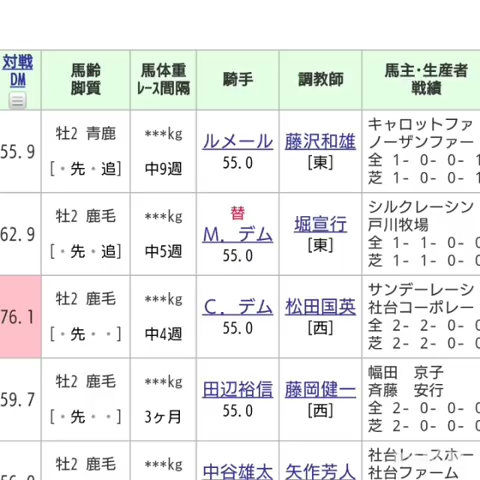 対戦 馬齢 馬体重 騎手 調教師 馬主・生産者
DM 脚質 ﾚｰｽ間隔 戦績
牡2 青鹿 ***kg ルメール 藤沢和雄 キャロットファ
55.9 ノーザンファー
[・先・追] 中9週 55.0 [東] 全 1- 0- 0- 1
芝 1- 0- 0- 1
牡2 鹿毛 ***kg 替 堀宣行 シルクレーシン
62.9 M．デム 戸川牧場
[・先・追] 中5週 55.0 [東] 全 1- 1- 0- 0
芝 1- 1- 0- 0
牡2 鹿毛 ***kg C．デム 松田国英 サンデーレーシ
76.1 社台コーポレー
[・先・・] 中4週 55.0 [西] 全 2- 2- 0- 0
芝 2- 2- 0- 0
牡2 鹿毛 ***kg 田辺裕信 藤岡健一 幅田 京子
59.7 斉藤 安行
[・先・・] 3ヶ月 55.0 [西] 全 2- 0- 0- 0
芝 2- 0- 0- 0
牡2 鹿毛 ***kg 中谷雄太 矢作芳人 社台レースホー
社台ファーム